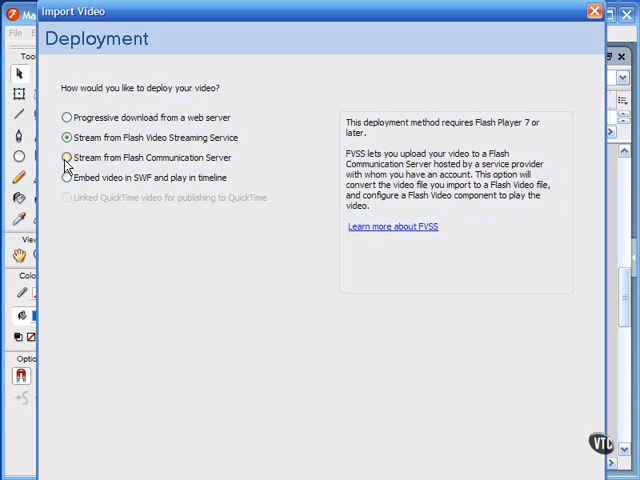 Import Video
Ma
Deployment
File
Tools
How would you like to deploy your video?
Progressive download from a web server
Stream from Flash Video Streaming Service
Stream from Flash Communication Server
Embed video in SWF and play in timeline
Linked QuickTime video for publishing to QuickTime
This deployment method requires Flash Player 7 or
later.
FVSS lets you upload your video to a Flash
Communication Server hosted by a service provider
with whom you have an account. This option will
convert the video file you import to a Flash Video file,
and configure a Flash Video component to play the
video.
Learn more about FVSS
View
Colo
Optio
VTC